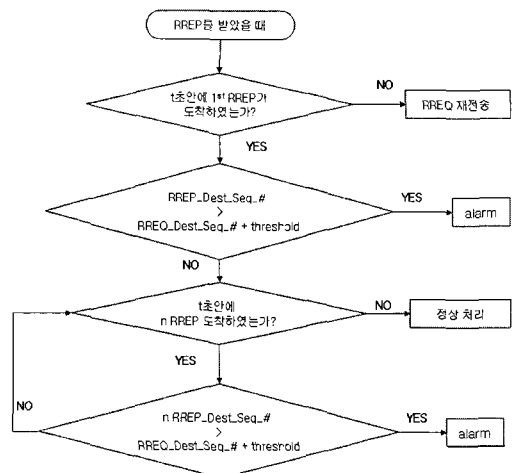 RREP를 받았을 때
t초안에 1st RREP가
도착하였는가?
NO
RREQ 재전송
YES
RREP_Dest_Seq_#
>
RREQ_Dest_Seq_# + threshold
YES
alarm
NO
t초안에
n RREP 도착하였는가?
NO
정상 처리
YES
n RREP_Dest_Seq_#
>
RREQ_Dest_Seq_# + threshold
NO
YES
alarm